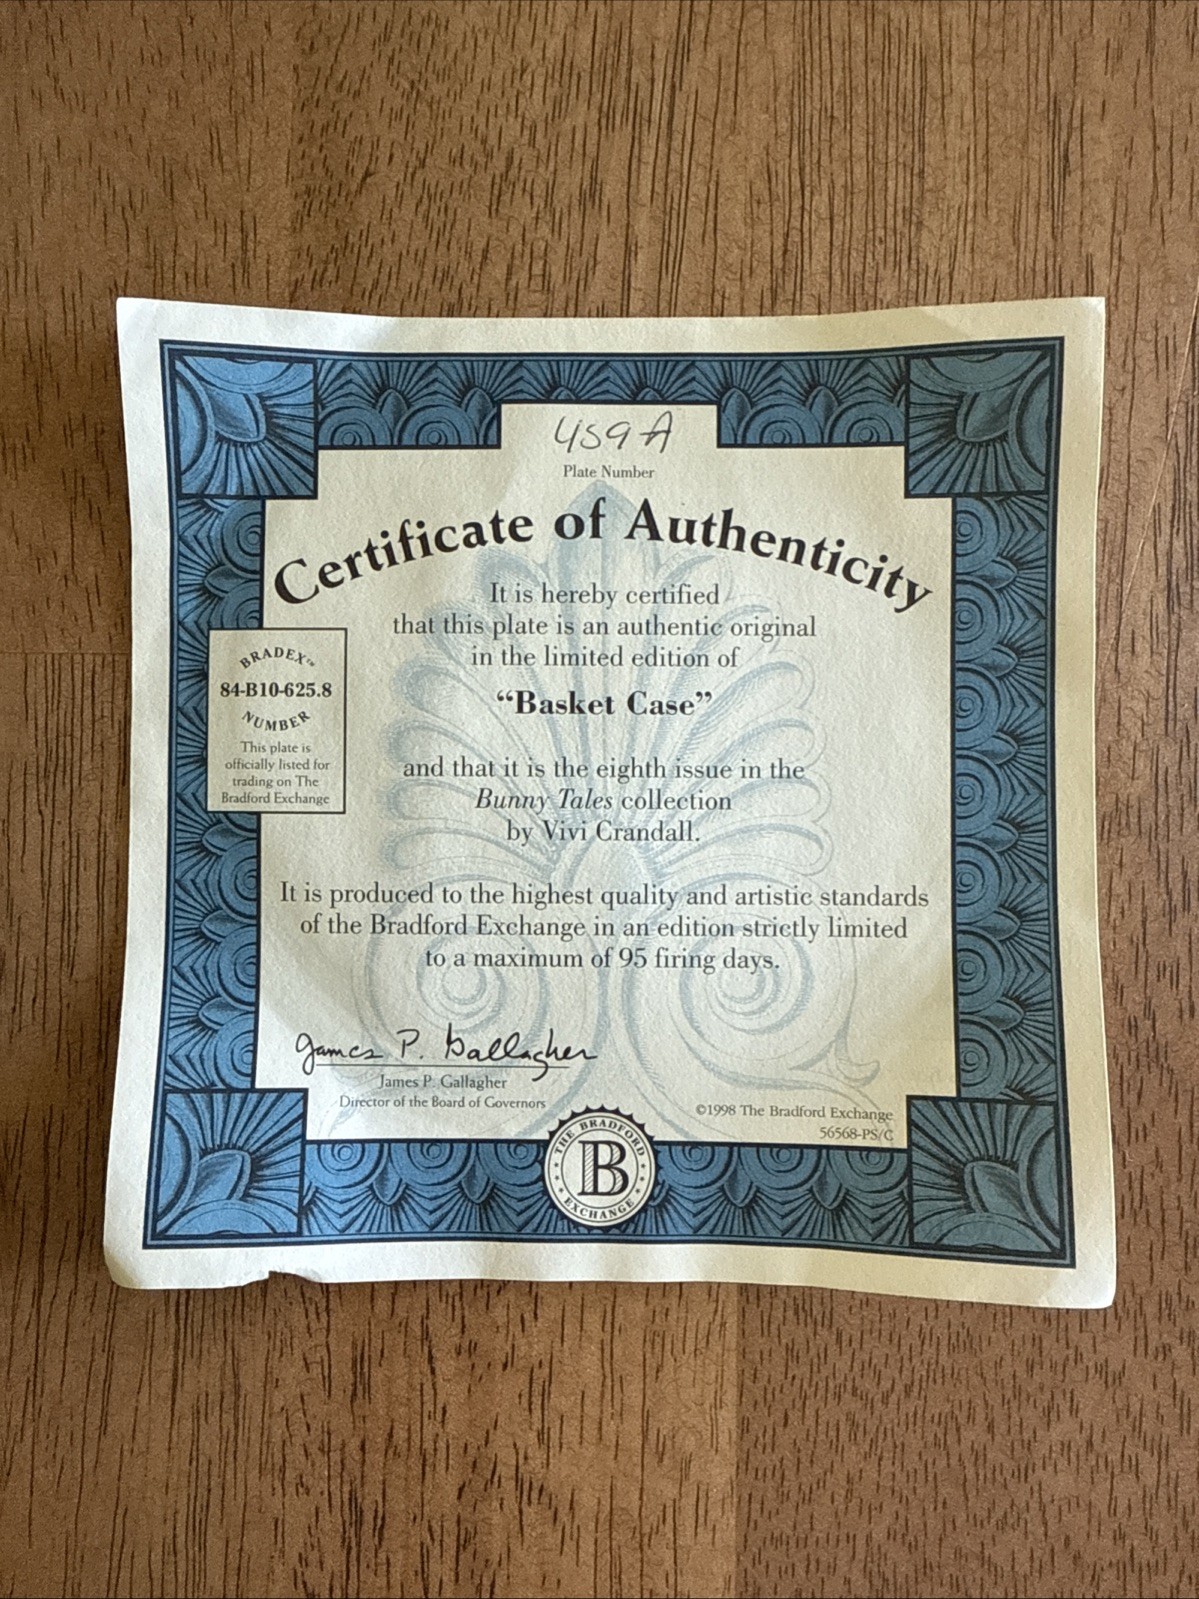 459A
Plate Number
Certificate of Authenticity
It is hereby certified
that this plate is an authentic original
in the limited edition of
“Basket Case”
BRADEX™
84-B10-625.8
NUMBER
This plate is
officially listed for
trading on The
Bradford Exchange
and that it is the eighth issue in the
Bunny Tales collection
by Vivi Crandall.
It is produced to the highest quality and artistic standards
of the Bradford Exchange in an edition strictly limited
to a maximum of 95 firing days.
James P. Gallagher
James P. Gallagher
Director of the Board of Governors
©1998 The Bradford Exchange
56568-PS/C
THE BRADFORD
B
EXCHANGE